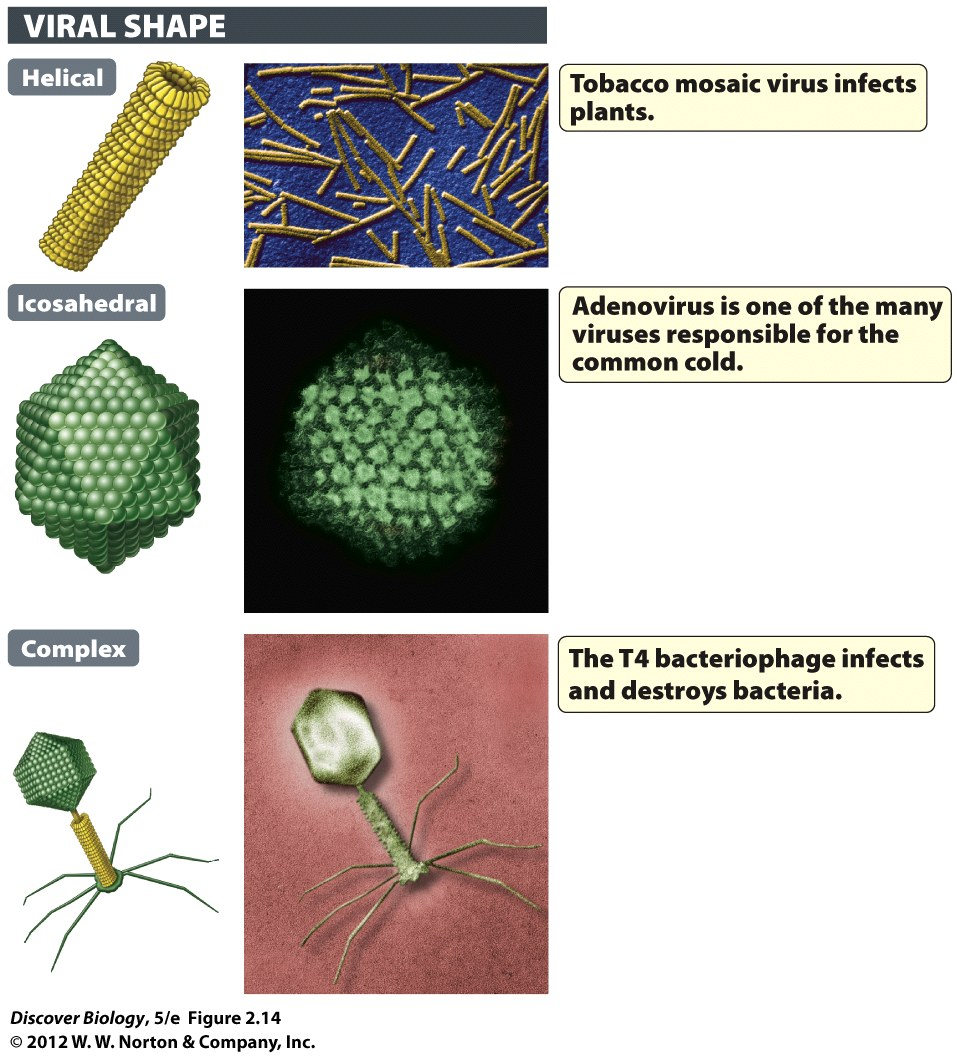 VIRAL SHAPE
Helical
Tobacco mosaic virus infects
plants.
Icosahedral
Adenovirus is one of the many
viruses responsible for the
common cold.
Complex
The T4 bacteriophage infects
and destroys bacteria.
Discover Biology, 5/e Figure 2.14
© 2012 W. W. Norton & Company, Inc.